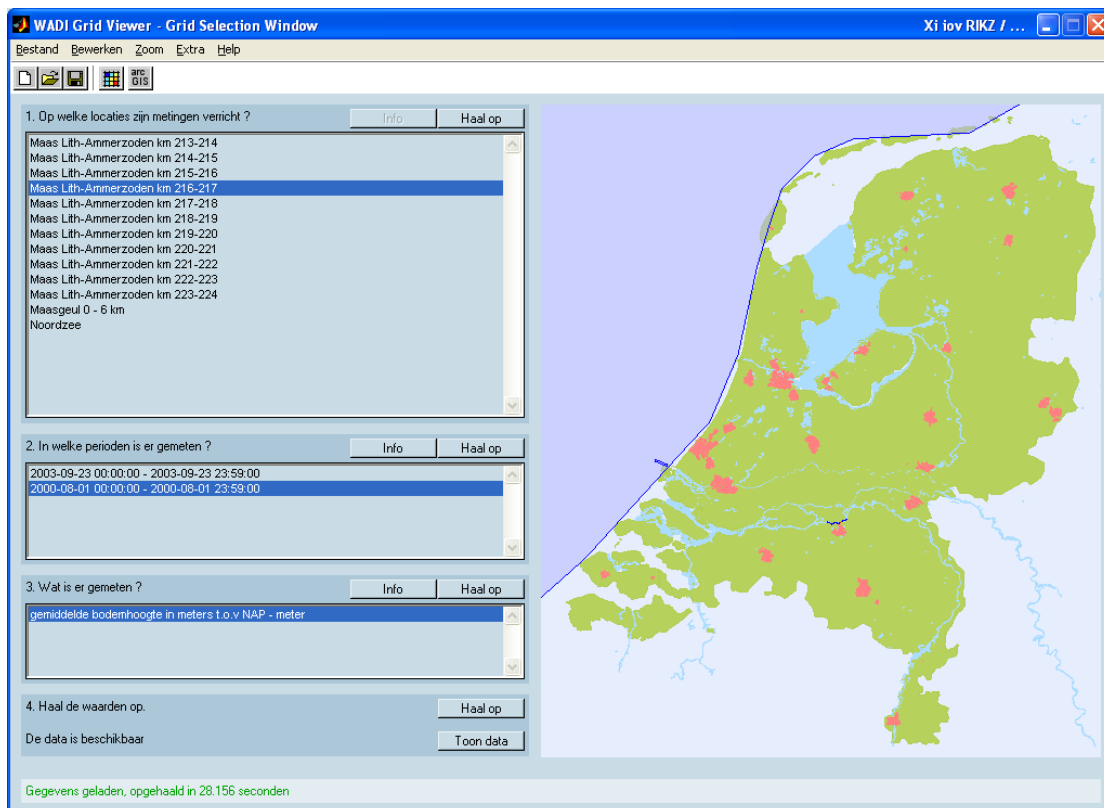 WADI Grid Viewer - Grid Selection Window
Xi iov RIKZ / ...
Bestand Bewerken Zoom Extra Help
arc GIS
1. Op welke locaties zijn metingen verricht ?
Info
Haal op
Maas Lith-Ammerzoden km 213-214
Maas Lith-Ammerzoden km 214-215
Maas Lith-Ammerzoden km 215-216
Maas Lith-Ammerzoden km 216-217
Maas Lith-Ammerzoden km 217-218
Maas Lith-Ammerzoden km 218-219
Maas Lith-Ammerzoden km 219-220
Maas Lith-Ammerzoden km 220-221
Maas Lith-Ammerzoden km 221-222
Maas Lith-Ammerzoden km 222-223
Maas Lith-Ammerzoden km 223-224
Maasgeul 0 - 6 km
Noordzee
2. In welke perioden is er gemeten ?
Info
Haal op
2003-09-23 00:00:00 - 2003-09-23 23:59:00
2000-08-01 00:00:00 - 2000-08-01 23:59:00
3. Wat is er gemeten ?
Info
Haal op
gemiddelde bodemhoogte in meters t.o.v NAP - meter
4. Haal de waarden op.
Haal op
De data is beschikbaar
Toon data
Gegevens geladen, opgehaald in 28.156 seconden